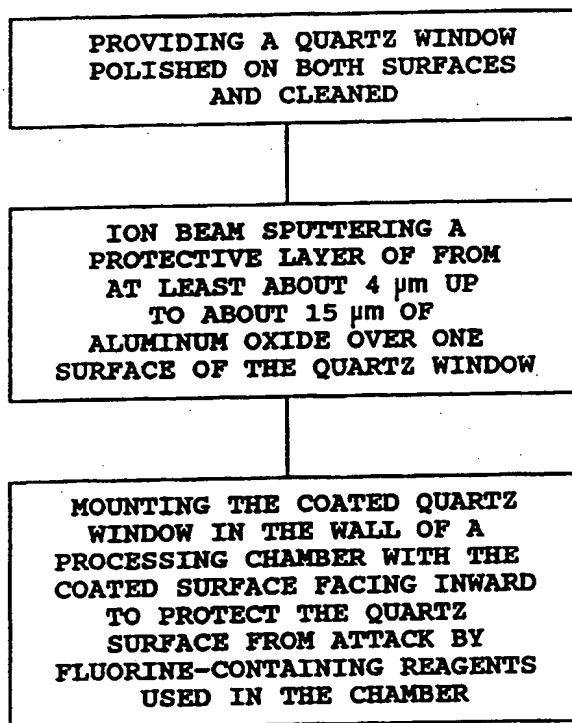 PROVIDING A QUARTZ WINDOW
POLISHED ON BOTH SURFACES
AND CLEANED
ION BEAM SPUTTERING A
PROTECTIVE LAYER OF FROM
AT LEAST ABOUT 4 µm UP
TO ABOUT 15 µm OF
ALUMINUM OXIDE OVER ONE
SURFACE OF THE QUARTZ WINDOW
MOUNTING THE COATED QUARTZ
WINDOW IN THE WALL OF A
PROCESSING CHAMBER WITH THE
COATED SURFACE FACING INWARD
TO PROTECT THE QUARTZ
SURFACE FROM ATTACK BY
FLUORINE-CONTAINING REAGENTS
USED IN THE CHAMBER